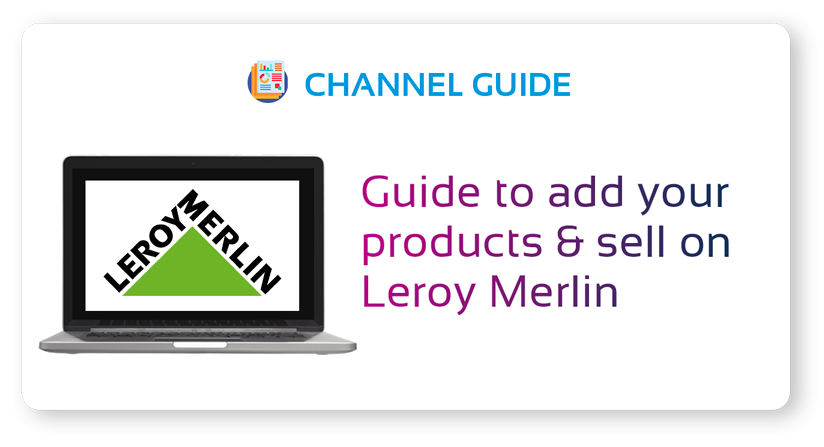 CHANNEL GUIDE
LEROY MERLIN
Guide to add your
products & sell on
Leroy Merlin